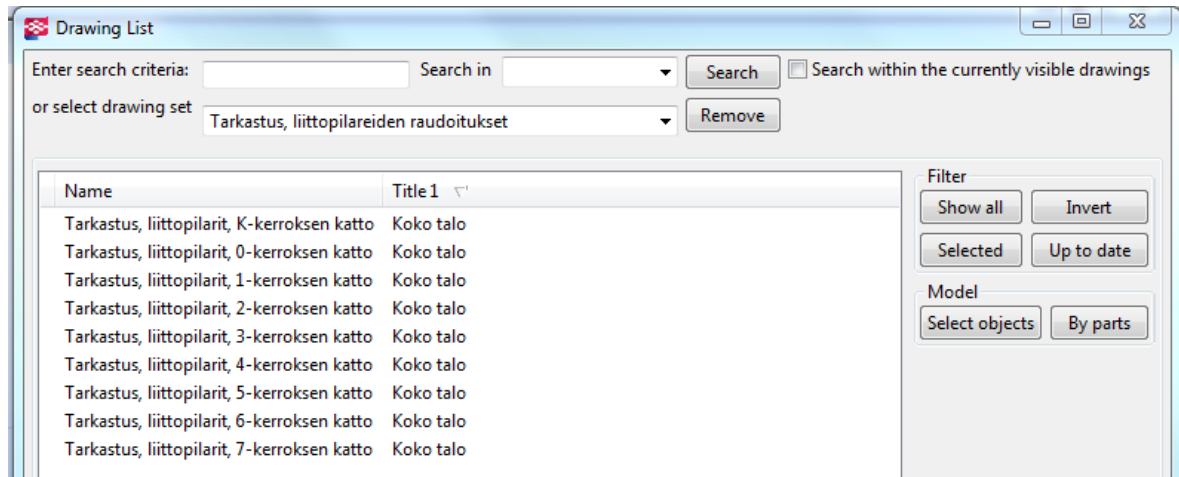 Drawing List
Enter search criteria: Search in Search Search within the currently visible drawings
or select drawing set Tarkastus, liittopilareiden raudoitukset Remove
Name Title 1
Tarkastus, liittopilarit, K-kerroksen katto Koko talo
Tarkastus, liittopilarit, 0-kerroksen katto Koko talo
Tarkastus, liittopilarit, 1-kerroksen katto Koko talo
Tarkastus, liittopilarit, 2-kerroksen katto Koko talo
Tarkastus, liittopilarit, 3-kerroksen katto Koko talo
Tarkastus, liittopilarit, 4-kerroksen katto Koko talo
Tarkastus, liittopilarit, 5-kerroksen katto Koko talo
Tarkastus, liittopilarit, 6-kerroksen katto Koko talo
Tarkastus, liittopilarit, 7-kerroksen katto Koko talo
Filter
Show all Invert
Selected Up to date
Model
Select objects By parts